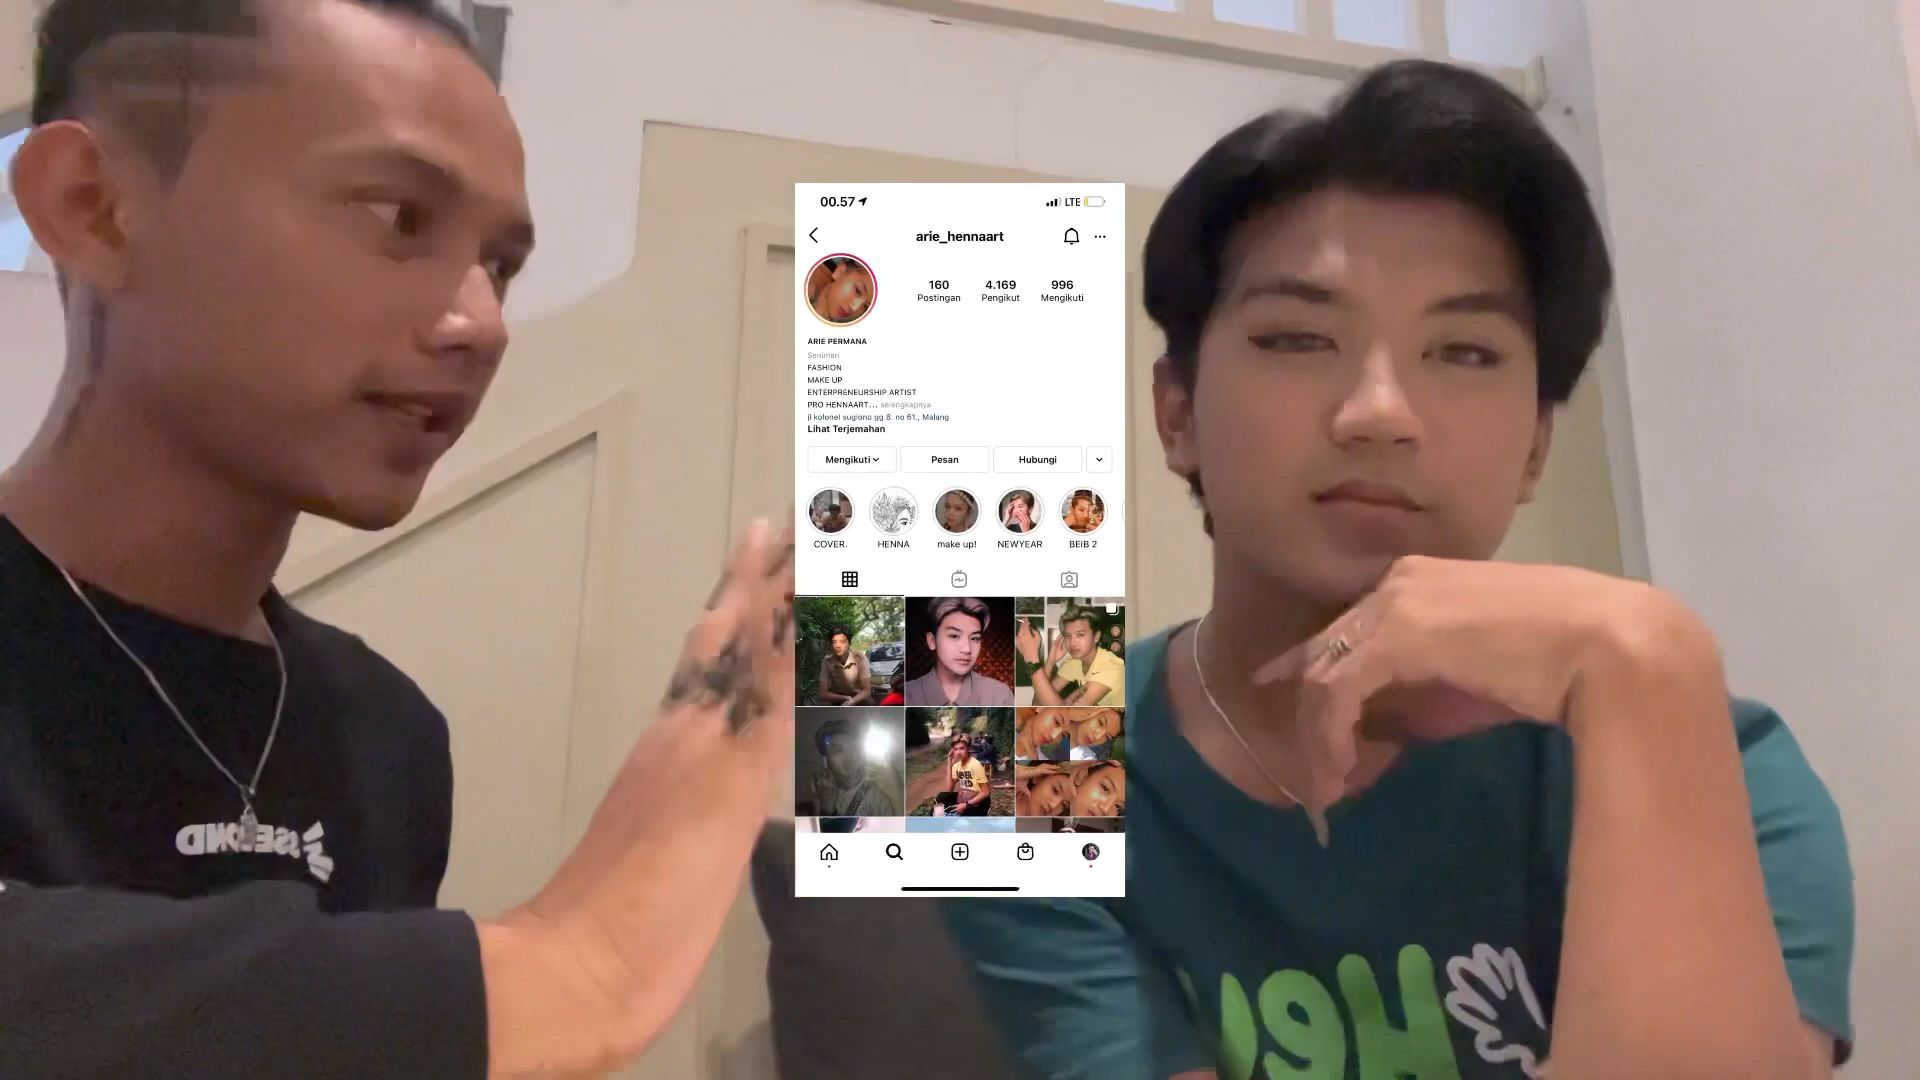 00.57
LTE
arie_hennaart
160
4.169
996
Postingan
Pengikut
Mengikuti
ARIE PERMANA
Seniman
FASHION
MAKE UP
ENTERPRENEURSHIP ARTIST
PRO HENNAART... selengkapnya
jl kolonel sugiono gg 8. no 61., Malang
Lihat Terjemahan
Mengikuti
Pesan
Hubungi
COVER.
HENNA
make up!
NEWYEAR
BEIB 2